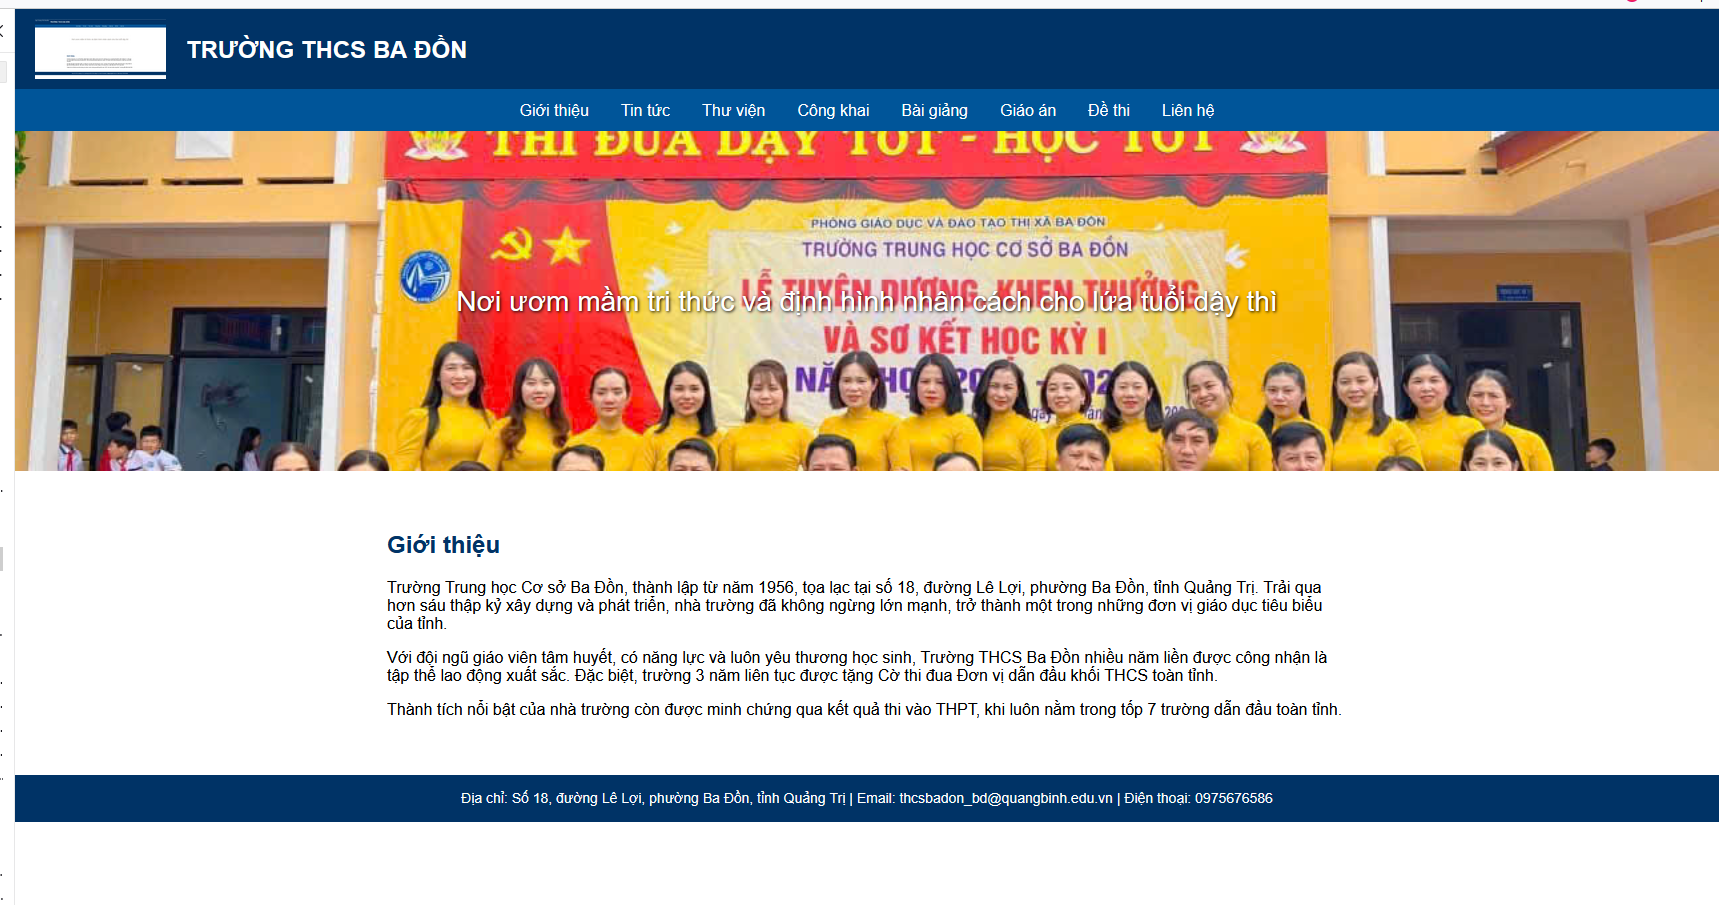 TRƯỜNG THCS BA ĐỒN
Giới thiệu Tin tức Thư viện Công khai Bài giảng Giáo án Đề thi Liên hệ
THI ĐUA DẠY TỐT - HỌC TỐT
PHÒNG GIÁO DỤC VÀ ĐÀO TẠO THỊ XÃ BA ĐỒN
TRƯỜNG TRUNG HỌC CƠ SỞ BA ĐỒN
LỄ TUYÊN DƯƠNG, KHEN THƯỞNG
Nơi ươm mầm tri thức và định hình nhân cách cho lứa tuổi dậy thì
VÀ SƠ KẾT HỌC KỲ I
Giới thiệu
Trường Trung học Cơ sở Ba Đồn, thành lập từ năm 1956, tọa lạc tại số 18, đường Lê Lợi, phường Ba Đồn, tỉnh Quảng Trị. Trải qua
hơn sáu thập kỷ xây dựng và phát triển, nhà trường đã không ngừng lớn mạnh, trở thành một trong những đơn vị giáo dục tiêu biểu
của tỉnh.
Với đội ngũ giáo viên tâm huyết, có năng lực và luôn yêu thương học sinh, Trường THCS Ba Đồn nhiều năm liền được công nhận là
tập thể lao động xuất sắc. Đặc biệt, trường 3 năm liên tục được tặng Cờ thi đua Đơn vị dẫn đầu khối THCS toàn tỉnh.
Thành tích nổi bật của nhà trường còn được minh chứng qua kết quả thi vào THPT, khi luôn nằm trong tốp 7 trường dẫn đầu toàn tỉnh.
Địa chỉ: Số 18, đường Lê Lợi, phường Ba Đồn, tỉnh Quảng Trị | Email: thcsbadon_bd@quangbinh.edu.vn | Điện thoại: 0975676586